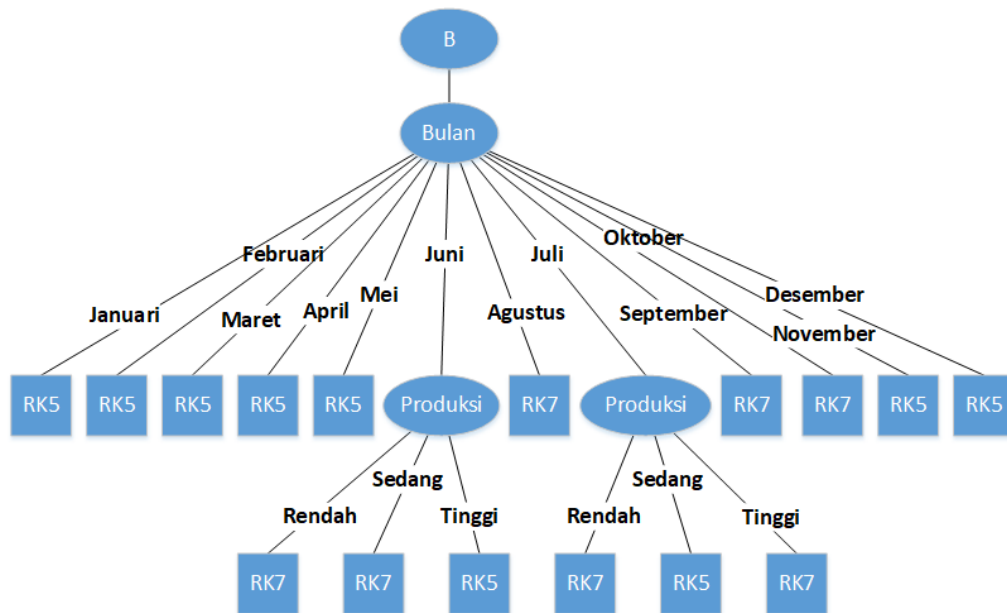 B
Bulan
Oktober
Februari
Juni
Juli
Desember
Mei
Januari
Maret
April
Agustus
September
November
RK5
RK5
RK5
RK5
RK5
Produksi
RK7
Produksi
RK7
RK7
RK5
RK5
Sedang
Sedang
Rendah
Tinggi
Rendah
Tinggi
RK7
RK7
RK5
RK7
RK5
RK7